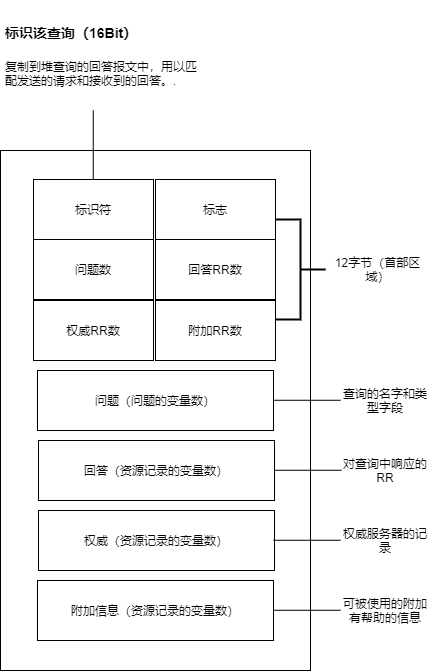 标识该查询（16Bit）
复制到堆查询的回答报文中，用以匹
配发送的请求和接收到的回答。.
标识符
标志
问题数
回答RR数
12字节（首部区
域）
权威RR数
附加RR数
问题（问题的变量数）
查询的名字和类
型字段
回答（资源记录的变量数）
对查询中响应的
RR
权威（资源记录的变量数）
权威服务器的记
录
附加信息（资源记录的变量数）
可被使用的附加
有帮助的信息